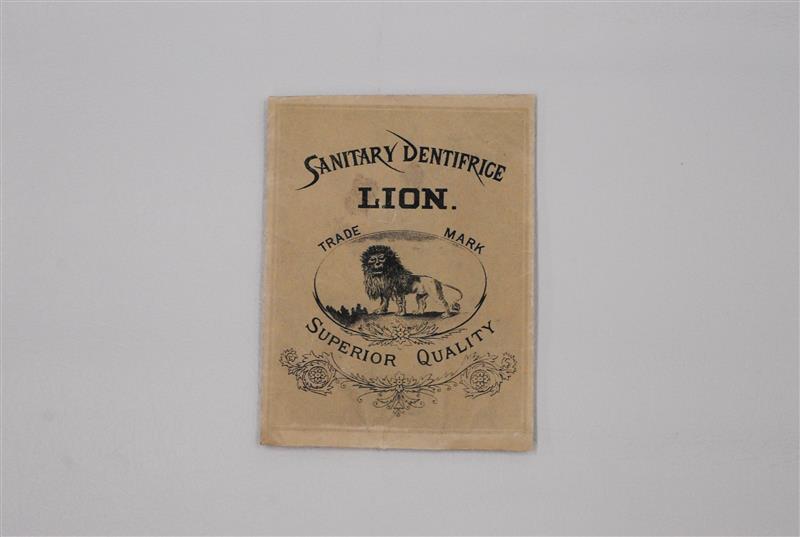 SANITARY DENTIFRICE
LION.
TRADE MARK
SUPERIOR QUALITY